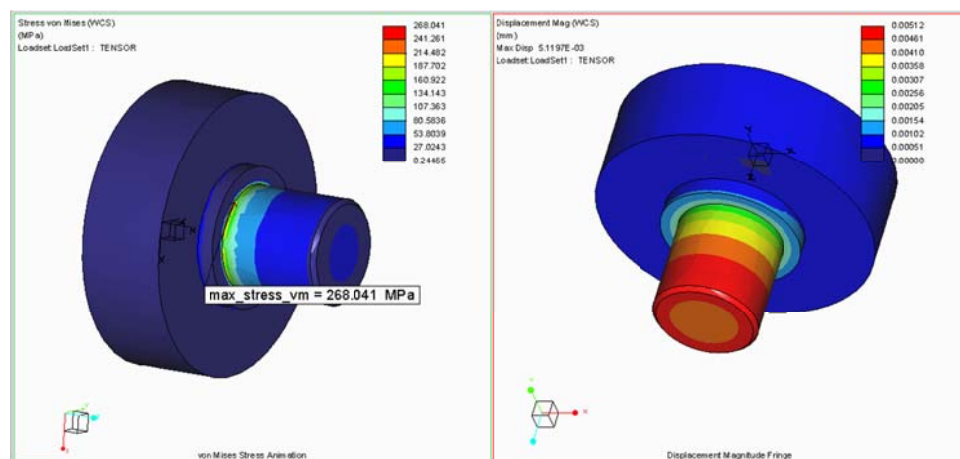 Stress von Mises (WCS)
(MPa)
Loadset:LoadSet1 : TENSOR
268.041
241.261
214.482
187.702
160.922
134.143
107.363
80.5836
53.8039
27.0243
0.24466
max_stress_vm = 268.041 MPa
von Mises Stress Animation
Displacement Mag (WCS)
(mm)
Max Disp 5.1197E-03
Loadset:LoadSet1 : TENSOR
0.00512
0.00461
0.00410
0.00358
0.00307
0.00256
0.00205
0.00154
0.00102
0.00051
0.00000
Displacement Magnitude Fringe